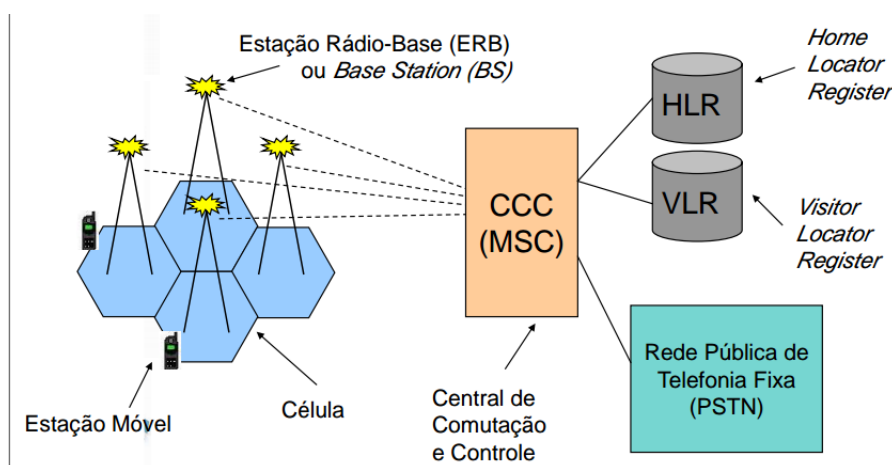 Estação Rádio-Base (ERB)
ou Base Station (BS)
Home
Locator
Register
HLR
CCC
(MSC)
VLR
Visitor
Locator
Register
Rede Pública de
Telefonia Fixa
(PSTN)
Estação Móvel
Célula
Central de
Comutação
e Controle